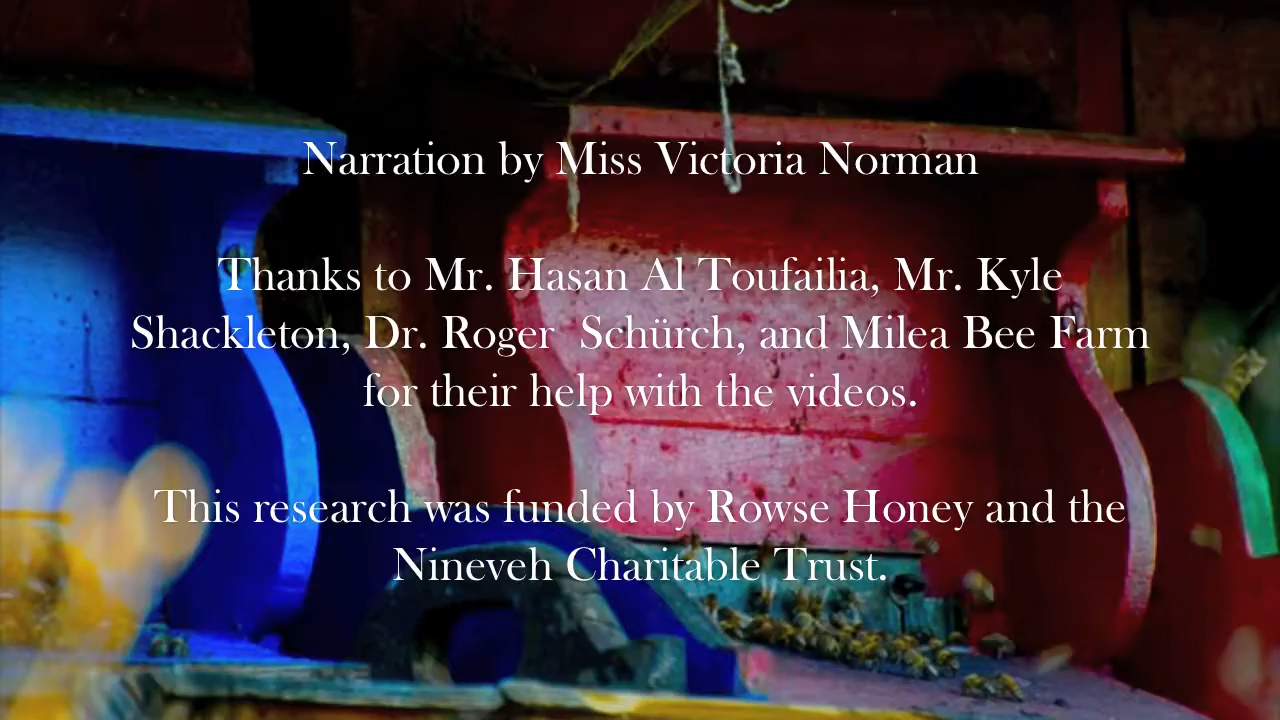 Narration by Miss Victoria Norman
Thanks to Mr. Hasan Al Toufailia, Mr. Kyle
Shackleton, Dr. Roger  Schürch, and Milea Bee Farm
for their help with the videos.
This research was funded by Rowse Honey and the
Nineveh Charitable Trust.